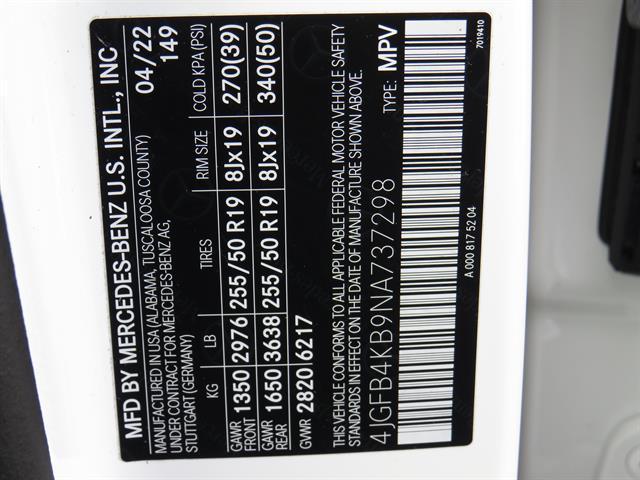 MFD BY MERCEDES-BENZ U.S. INTL., INC
MANUFACTURED IN USA (ALABAMA, TUSCALOOSA COUNTY) 04/22
UNDER CONTRACT FOR MERCEDES-BENZ AG, 149
STUTTGART (GERMANY)
KG LB TIRES RIM SIZE COLD KPA (PSI)
GAWR FRONT 1350 2976 255/50 R19 8Jx19 270(39)
GAWR REAR 1650 3638 255/50 R19 8Jx19 340(50)
GVWR 2820 6217
THIS VEHICLE CONFORMS TO ALL APPLICABLE FEDERAL MOTOR VEHICLE SAFETY
STANDARDS IN EFFECT ON THE DATE OF MANUFACTURE SHOWN ABOVE.
4JGFB4KB9NA737298 TYPE: MPV
A 000 817 52 04
7019410